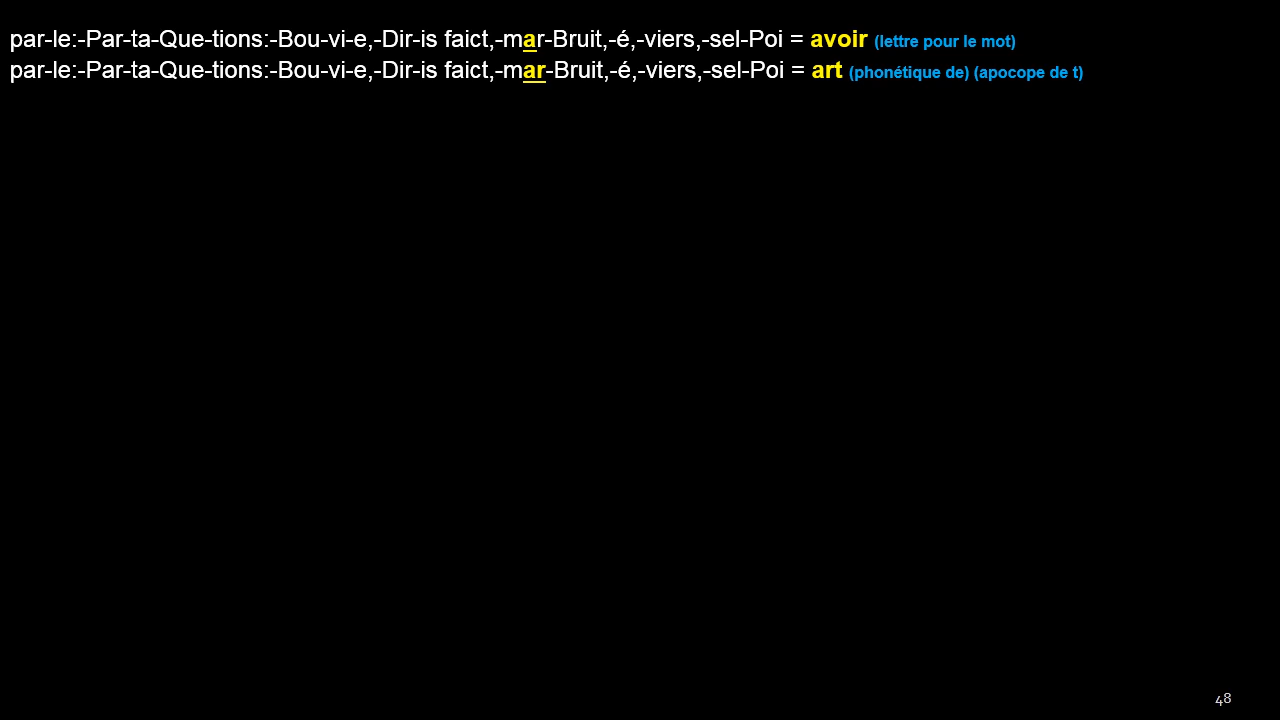 par-le:-Par-ta-Que-tions:-Bou-vi-e,-Dir-is faict,-mar-Bruit,-é,-viers,-sel-Poi = avoir (lettre pour le mot)
par-le:-Par-ta-Que-tions:-Bou-vi-e,-Dir-is faict,-mar-Bruit,-é,-viers,-sel-Poi = art (phonétique de) (apocope de t)
48